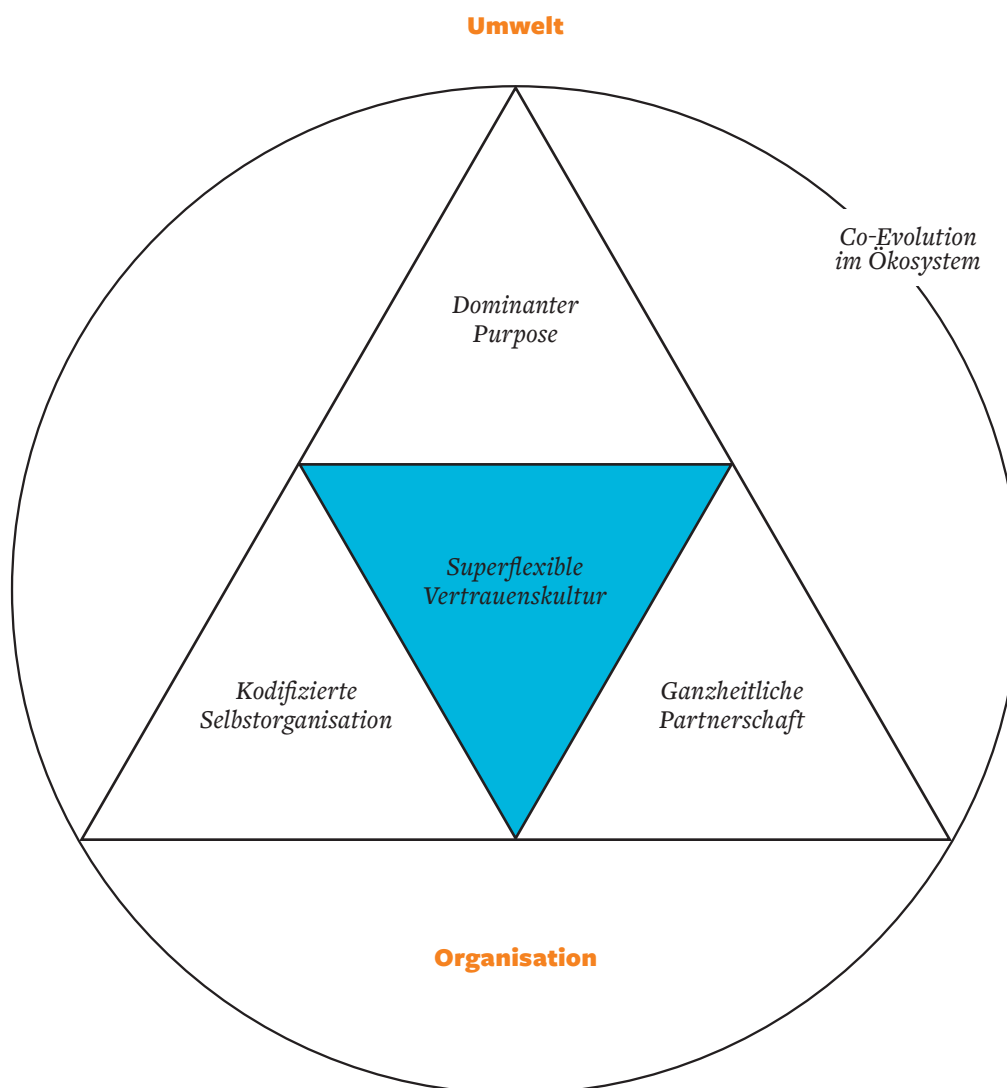 Umwelt
Co-Evolution
im Ökosystem
Dominanter
Purpose
Superflexible
Vertrauenskultur
Kodifizierte
Selbstorganisation
Ganzheitliche
Partnerschaft
Organisation